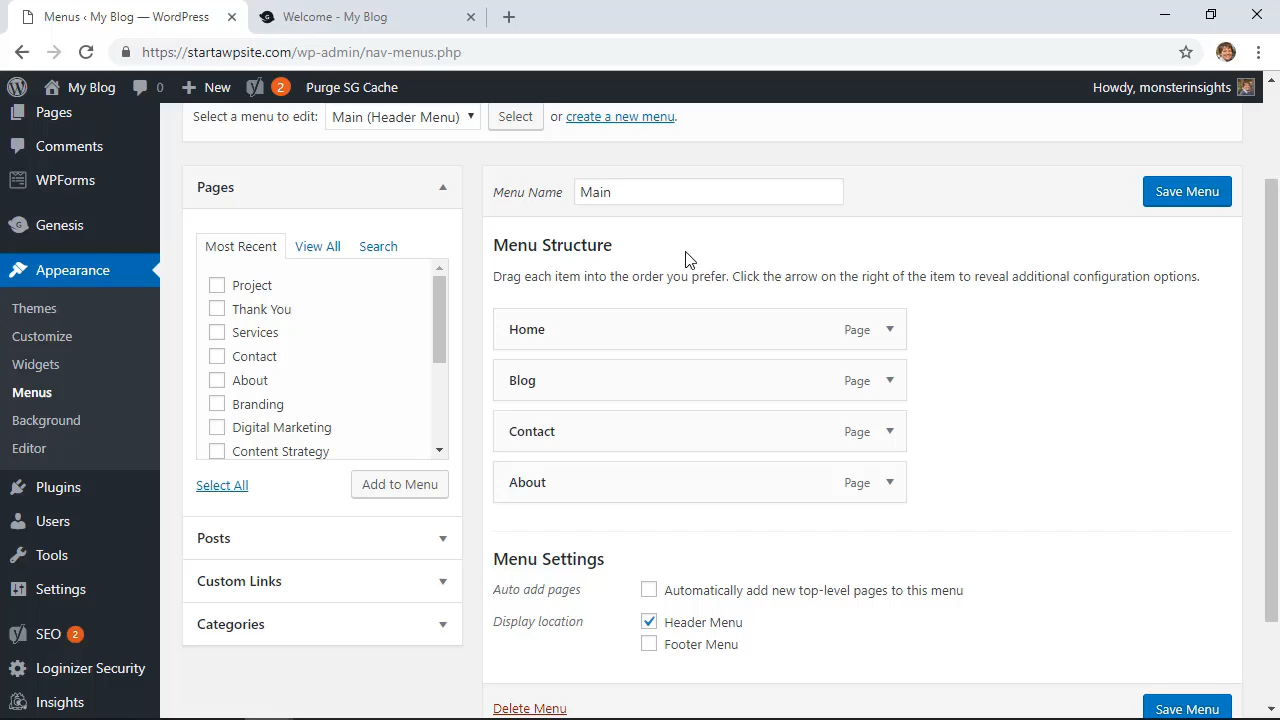 Menus ‹ My Blog — WordPress
Welcome - My Blog
https://startawpsite.com/wp-admin/nav-menus.php
My Blog 0 New 2 Purge SG Cache Howdy, monsterinsights
Pages
Comments
WPForms
Genesis
Appearance
Themes
Customize
Widgets
Menus
Background
Editor
Plugins
Users
Tools
Settings
SEO 2
Loginizer Security
Insights
Select a menu to edit: Main (Header Menu) Select or create a new menu.
Pages
Most Recent View All Search
Project
Thank You
Services
Contact
About
Branding
Digital Marketing
Content Strategy
Select All Add to Menu
Posts
Custom Links
Categories
Menu Name Main Save Menu
Menu Structure
Drag each item into the order you prefer. Click the arrow on the right of the item to reveal additional configuration options.
Home Page
Blog Page
Contact Page
About Page
Menu Settings
Auto add pages Automatically add new top-level pages to this menu
Display location Header Menu
Footer Menu
Delete Menu Save Menu